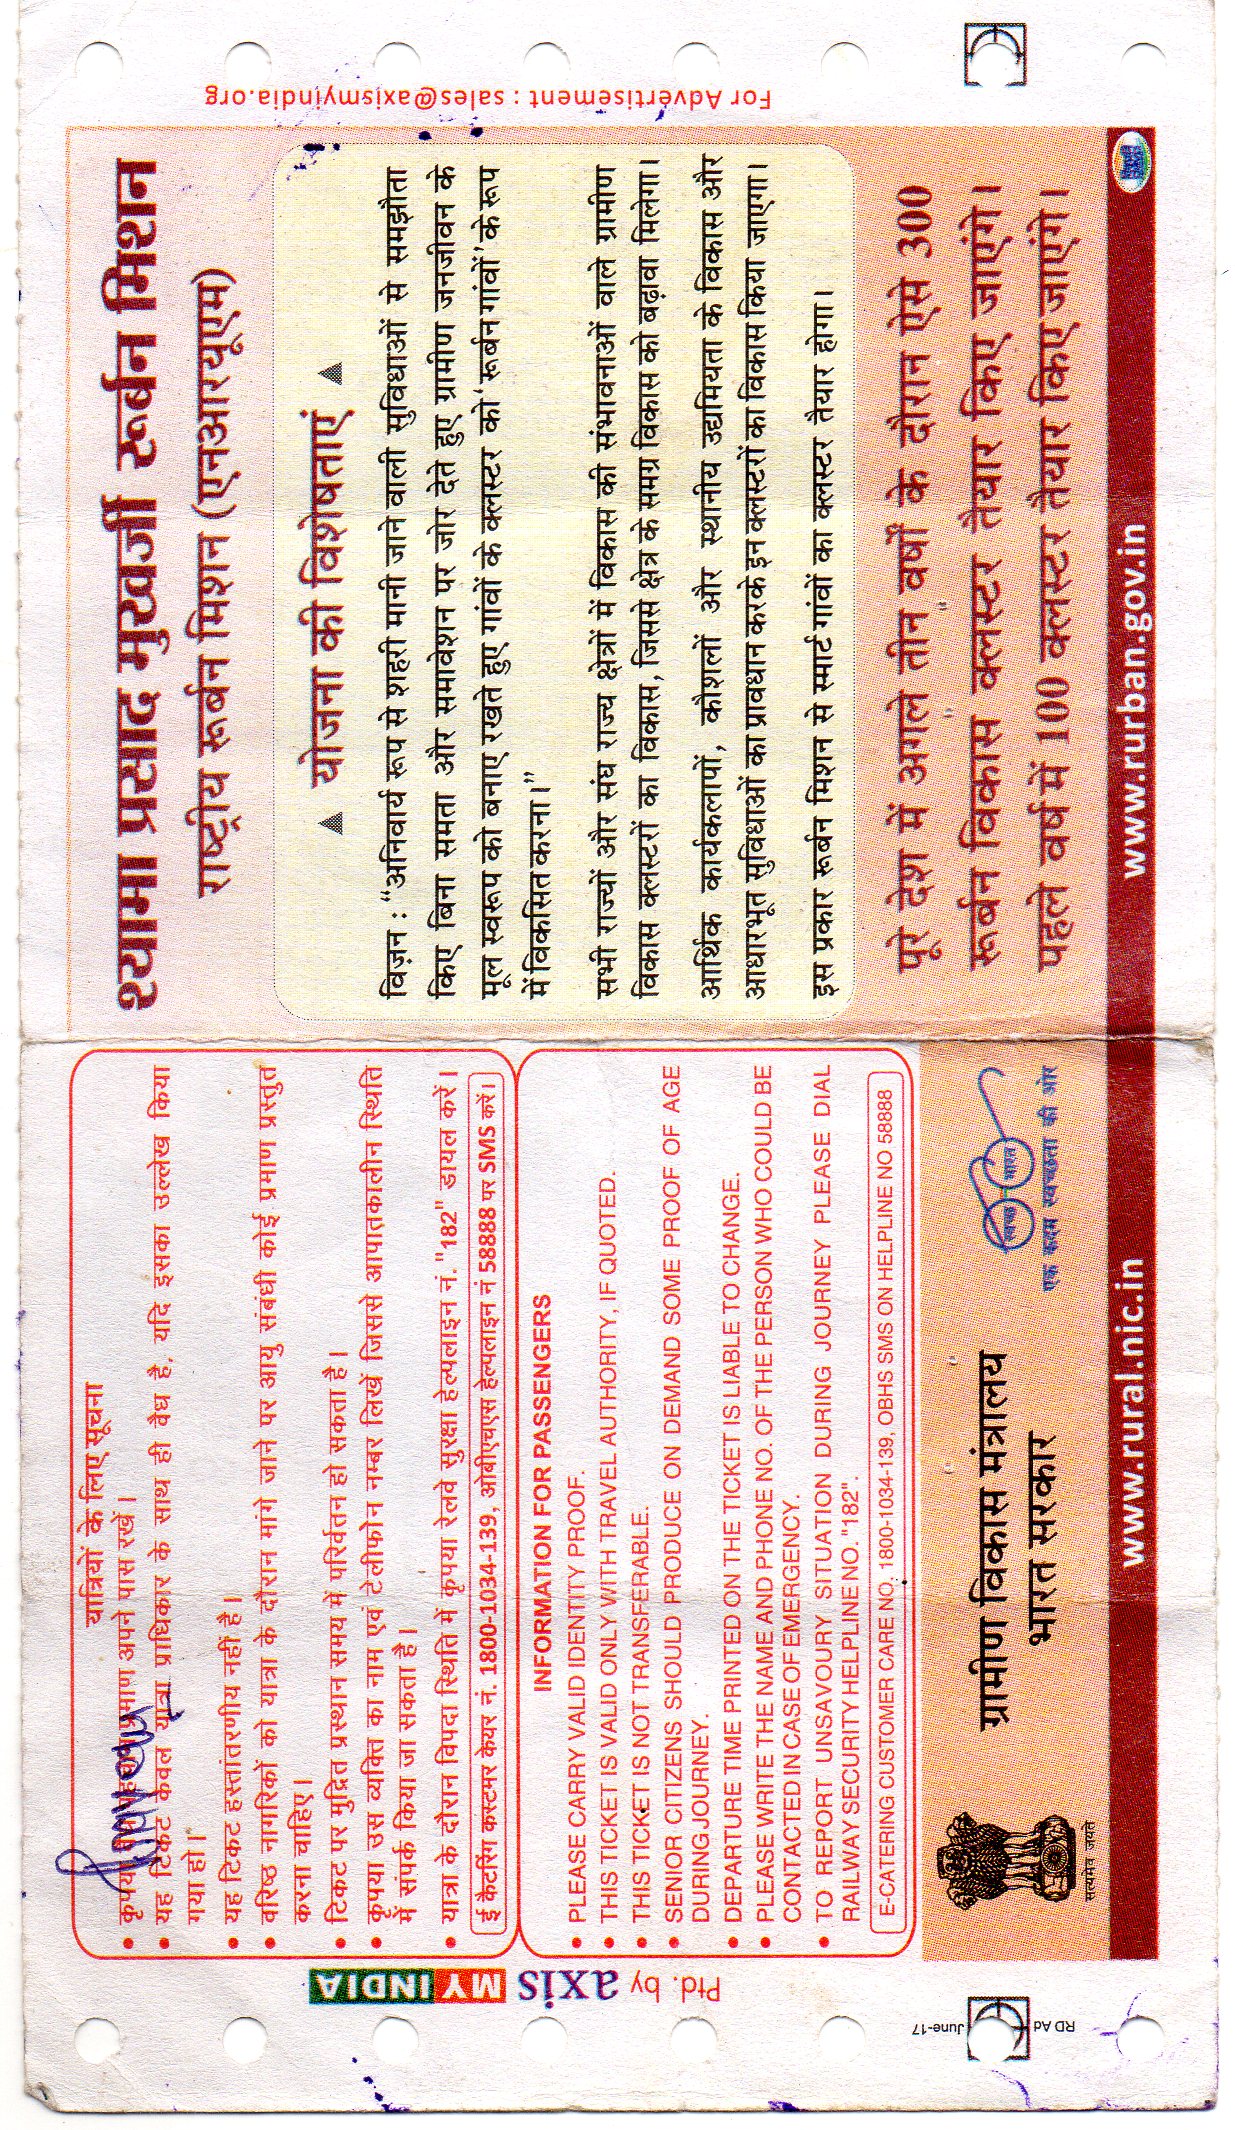 यात्रियों के लिए सूचना
• कृपया प्रमाण अपने पास रखें।
• यह टिकट केवल यात्रा प्राधिकार के साथ ही वैध है, यदि इसका उल्लेख किया
गया हो।
• यह टिकट हस्तांतरणीय नहीं है।
• वरिष्ठ नागरिकों को यात्रा के दौरान मांगे जाने पर आयु संबंधी कोई प्रमाण प्रस्तुत
करना चाहिए।
• टिकट पर मुद्रित प्रस्थान समय में परिर्वतन हो सकता है।
• कृपया उस व्यक्ति का नाम एवं टेलीफोन नम्बर लिखें जिससे आपातकालीन स्थिति
में संपर्क किया जा सकता है।
• यात्रा के दौरान विपदा स्थिति में कृपया रेलवे सुरक्षा हेल्पलाइन नं. "182" डायल करें।
ई कैटरिंग कस्टमर केयर नं. 1800-1034-139, ओबीएचएस हेल्पलाइन नं 58888 पर SMS करें।
INFORMATION FOR PASSENGERS
• PLEASE CARRY VALID IDENTITY PROOF.
• THIS TICKET IS VALID ONLY WITH TRAVEL AUTHORITY, IF QUOTED.
• THIS TICKET IS NOT TRANSFERABLE.
• SENIOR CITIZENS SHOULD PRODUCE ON DEMAND SOME PROOF OF AGE
DURING JOURNEY.
• DEPARTURE TIME PRINTED ON THE TICKET IS LIABLE TO CHANGE.
• PLEASE WRITE THE NAME AND PHONE NO. OF THE PERSON WHO COULD BE
CONTACTED IN CASE OF EMERGENCY.
• TO REPORT UNSAVOURY SITUATION DURING JOURNEY PLEASE DIAL
RAILWAY SECURITY HELPLINE NO. "182".
E-CATERING CUSTOMER CARE NO. 1800-1034-139, OBHS SMS ON HELPLINE NO 58888
Ptd. by axis MY INDIA
RD Ad June-17
सत्यमेव जयते
ग्रामीण विकास मंत्रालय
भारत सरकार
स्वच्छ भारत
एक कदम स्वच्छता की ओर
www.rural.nic.in
श्यामा प्रसाद मुखर्जी रूर्बन मिशन
राष्ट्रीय रूर्बन मिशन (एनआरयूएम)
▲ योजना की विशेषताएं ▲
विज़न : “अनिवार्य रूप से शहरी मानी जाने वाली सुविधाओं से समझौता
किए बिना समता और समावेशन पर जोर देते हुए ग्रामीण जनजीवन के
मूल स्वरूप को बनाए रखते हुए गांवों के क्लस्टर को ‘रूर्बन गांवों’ के रूप
में विकसित करना।”
सभी राज्यों और संघ राज्य क्षेत्रों में विकास की संभावनाओं वाले ग्रामीण
विकास क्लस्टरों का विकास, जिससे क्षेत्र के समग्र विकास को बढ़ावा मिलेगा।
आर्थिक कार्यकलापों, कौशलों और स्थानीय उद्यमियता के विकास और
आधारभूत सुविधाओं का प्रावधान करके इन क्लस्टरों का विकास किया जाएगा।
इस प्रकार रूर्बन मिशन से स्मार्ट गांवों का क्लस्टर तैयार होगा।
पूरे देश में अगले तीन वर्षों के दौरान ऐसे 300
रूर्बन विकास क्लस्टर तैयार किए जाएंगे।
पहले वर्ष में 100 क्लस्टर तैयार किए जाएंगे।
www.rurban.gov.in
For Advertisement : sales@axismyindia.org